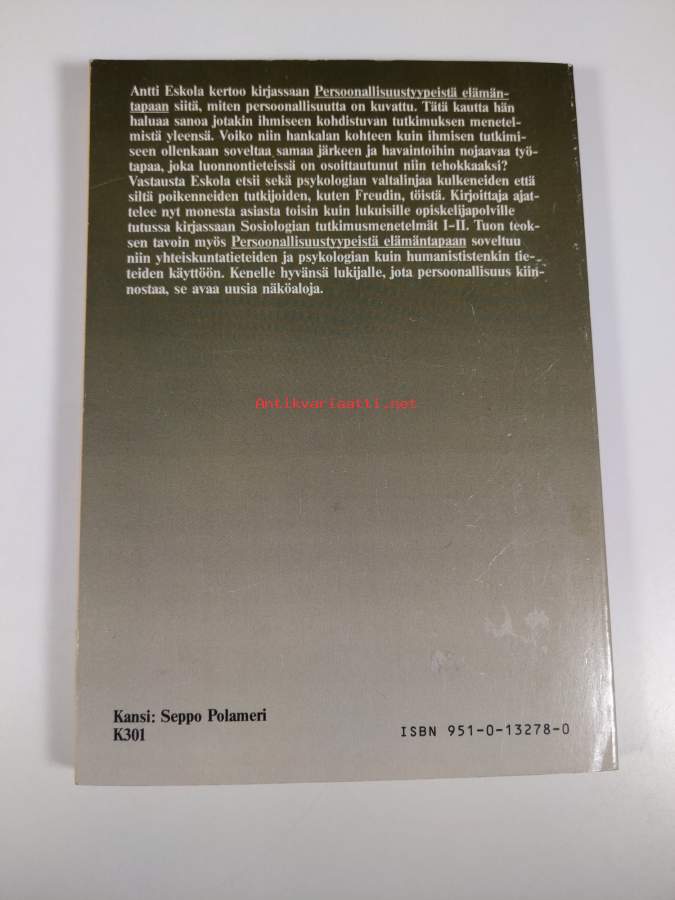 Antti Eskola kertoo kirjassaan Persoonallisuustyypeistä elämän-
tapaan siitä, miten persoonallisuutta on kuvattu. Tätä kautta hän
haluaa sanoa jotakin ihmiseen kohdistuvan tutkimuksen menetel-
mistä yleensä. Voiko niin hankalan kohteen kuin ihmisen tutkimi-
seen ollenkaan soveltaa samaa järkeen ja havaintoihin nojaavaa työ-
tapaa, joka luonnontieteissä on osoittautunut niin tehokkaaksi?
Vastausta Eskola etsii sekä psykologian valtalinjaa kulkeneiden että
siltä poikenneiden tutkijoiden, kuten Freudin, töistä. Kirjoittaja ajat-
telee nyt monesta asiasta toisin kuin lukuisille opiskelijapolville
tutussa kirjassaan Sosiologian tutkimusmenetelmät I–II. Tuon teok-
sen tavoin myös Persoonallisuustyypeistä elämäntapaan soveltuu
niin yhteiskuntatieteiden ja psykologian kuin humanististenkin tie-
teiden käyttöön. Kenelle hyvänsä lukijalle, jota persoonallisuus kiin-
nostaa, se avaa uusia näköaloja.
Antikvariaatti.net
Kansi: Seppo Polameri
K301
ISBN 951-0-13278-0